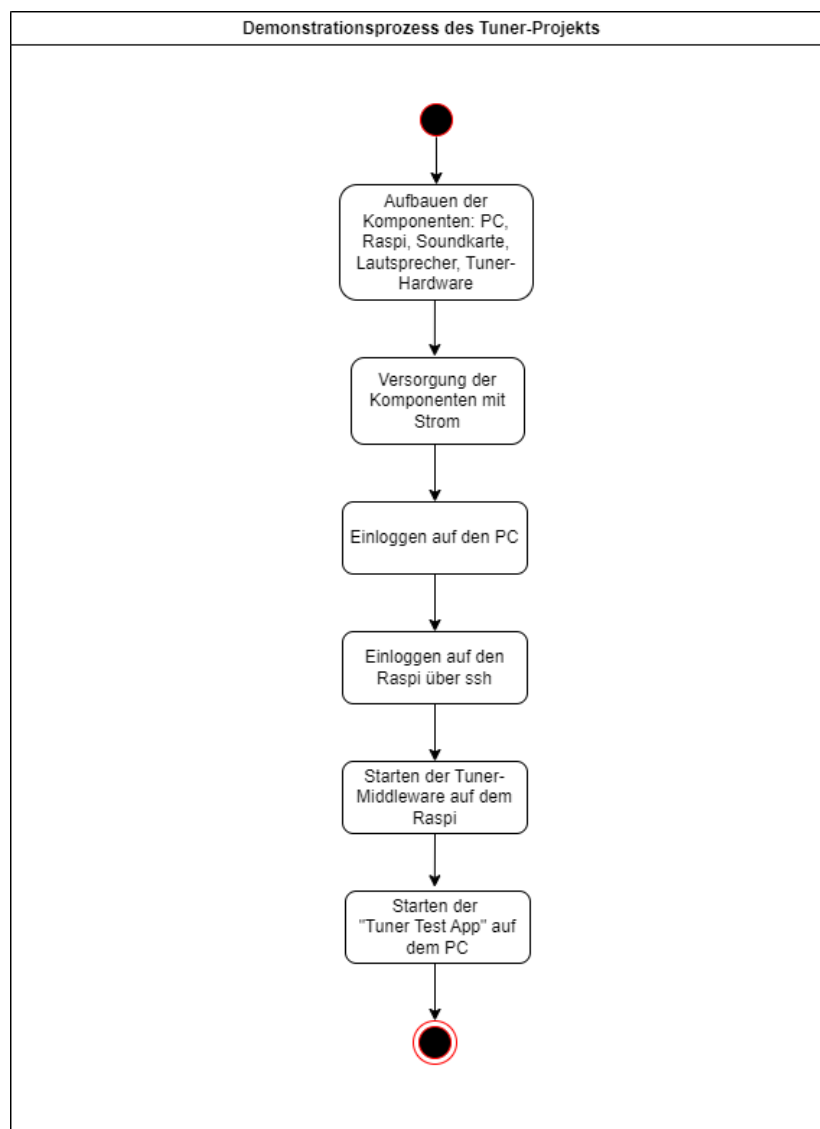 Demonstrationsprozess des Tuner-Projekts
Aufbauen der
Komponenten: PC,
Raspi, Soundkarte,
Lautsprecher, Tuner-
Hardware
Versorgung der
Komponenten mit
Strom
Einloggen auf den PC
Einloggen auf den
Raspi über ssh
Starten der Tuner-
Middleware auf dem
Raspi
Starten der
"Tuner Test App" auf
dem PC